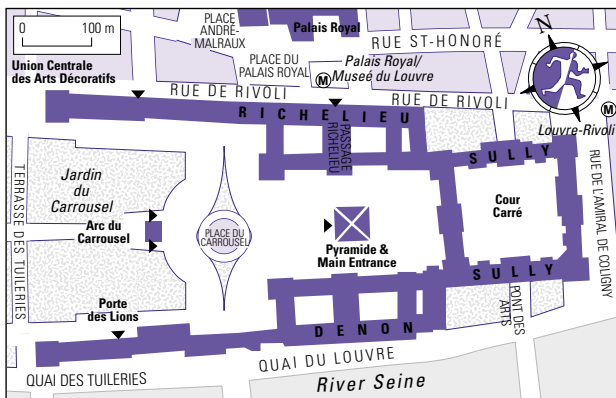 0 100 m
PLACE
ANDRÉ-
MALRAUX
Palais Royal
RUE ST-HONORÉ
N
Union Centrale
des Arts Décoratifs
PLACE DU
PALAIS ROYAL
Palais Royal/
Museé du Louvre
M
RUE DE RIVOLI
RUE DE RIVOLI
M
Louvre-Rivoli
RICHELIEU
PASSAGE
RICHELIEU
SULLY
TERRASSE DES TUILERIES
Jardin
du
Carrousel
Arc du
Carrousel
PLACE DU
CARROUSEL
Pyramide &
Main Entrance
Cour
Carré
RUE DE L'AMIRAL DE COLIGNY
SULLY
Porte
des Lions
DENON
PONT DES
ARTS
QUAI DU LOUVRE
QUAI DES TUILERIES
River Seine